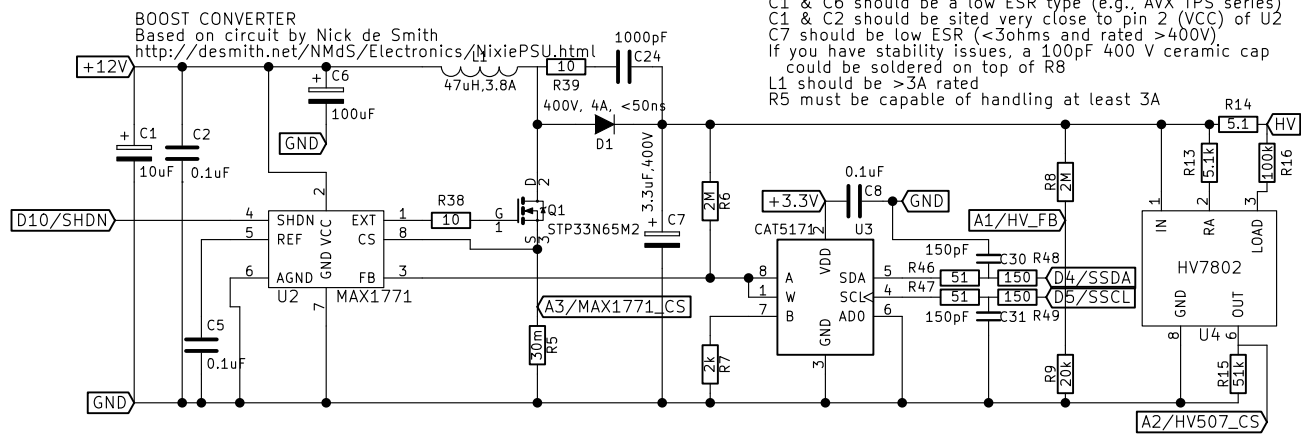 BOOST CONVERTER
Based on circuit by Nick de Smith
http://desmith.net/NMdS/Electronics/NixiePSU.html
C1 & C6 should be a low ESR type (e.g., AVX TPS series)
C1 & C2 should be sited very close to pin 2 (VCC) of U2
C7 should be low ESR (<3ohms and rated >400V)
If you have stability issues, a 100pF 400 V ceramic cap
could be soldered on top of R8
L1 should be >3A rated
R5 must be capable of handling at least 3A
+12V
C6
100uF
GND
C1
10uF
C2
0.1uF
L1
47uH,3.8A
10
R39
1000pF
C24
400V, 4A, <50ns
D1
D10/SHDN
4
5
6
SHDN
REF
AGND
2
VCC
GND
7
EXT
CS
FB
1
8
3
U2
MAX1771
C5
0.1uF
GND
R38
10
G
1
D
2
S
3
Q1
STP33N65M2
A3/MAX1771_CS
30m
R5
3.3uF,400V
C7
2M
R6
2k
R7
+3.3V
0.1uF
C8
GND
CAT5171
U3
2
VDD
8
1
7
A
W
B
SDA
SCL
AD0
5
4
6
GND
3
150pF
C30
R46
51
R47
51
150pF
C31
R48
150
150
R49
D4/SSDA
D5/SSCL
R8
2M
A1/HV_FB
R9
20k
R14
5.1
HV
R13
5.1k
100k
R16
1
2
3
IN
RA
LOAD
HV7802
GND
OUT
8
6
U4
R15
51k
A2/HV507_CS